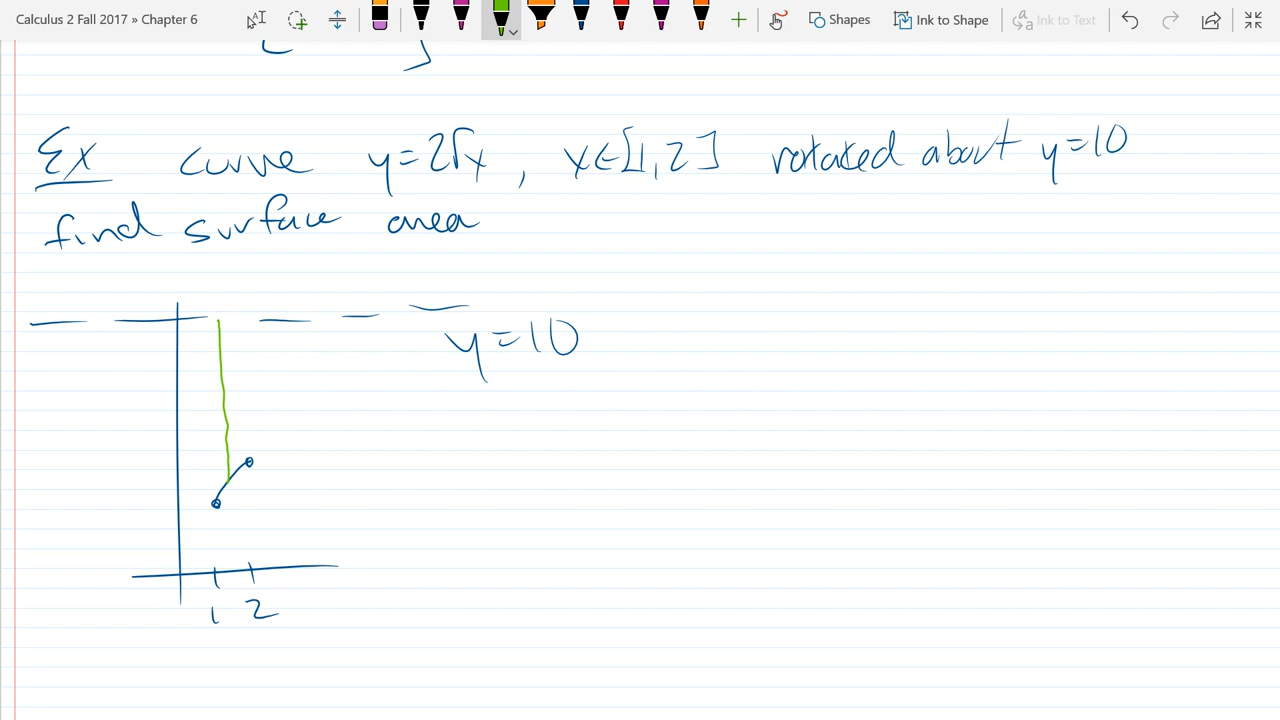 Calculus 2 Fall 2017 » Chapter 6
Shapes
Ink to Shape
Ink to Text
Ex curve y=2√x , x∈[1,2] rotated about y=10
find surface area
y=10
1 2